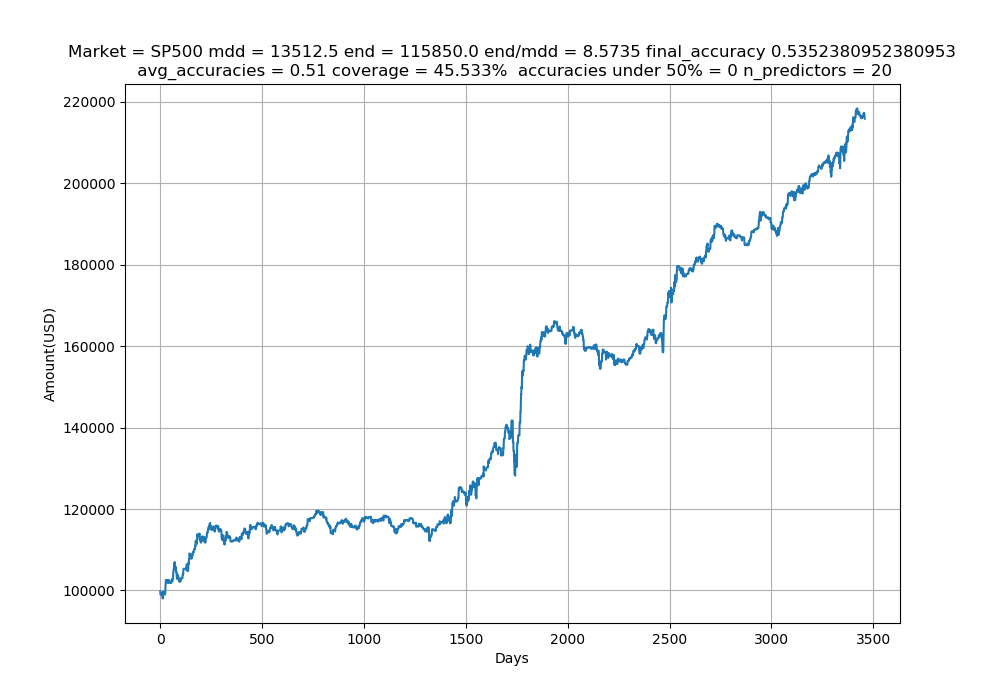 Market = SP500 mdd = 13512.5 end = 115850.0 end/mdd = 8.5735 final_accuracy 0.5352380952380953
avg_accuracies = 0.51 coverage = 45.533%  accuracies under 50% = 0 n_predictors = 20
220000
200000
180000
160000
140000
120000
100000
Amount(USD)
0 500 1000 1500 2000 2500 3000 3500
Days